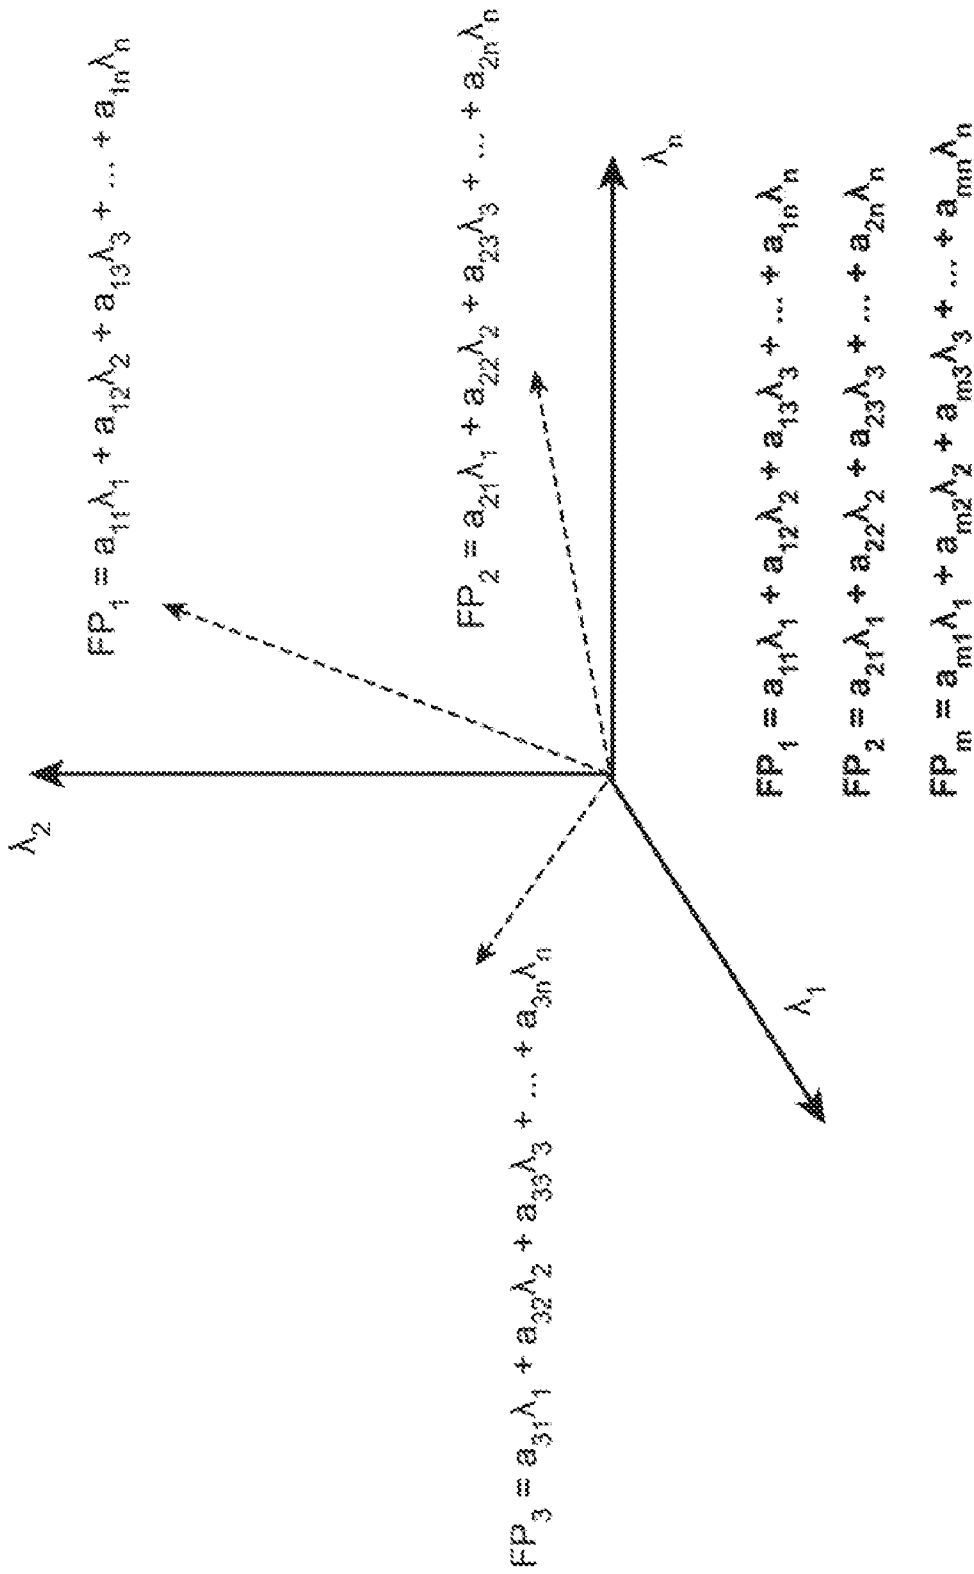 λ₂
FP₁ = a₁₁λ₁ + a₁₂λ₂ + a₁₃λ₃ + ... + a₁ₙλₙ
FP₂ = a₂₁λ₁ + a₂₂λ₂ + a₂₃λ₃ + ... + a₂ₙλₙ
FP₃ = a₃₁λ₁ + a₃₂λ₂ + a₃₃λ₃ + ... + a₃ₙλₙ
λₙ
λ₁
FP₁ = a₁₁λ₁ + a₁₂λ₂ + a₁₃λ₃ + ... + a₁ₙλₙ
FP₂ = a₂₁λ₁ + a₂₂λ₂ + a₂₃λ₃ + ... + a₂ₙλₙ
FPₘ = aₘ₁λ₁ + aₘ₂λ₂ + aₘ₃λ₃ + ... + aₘₙλₙ